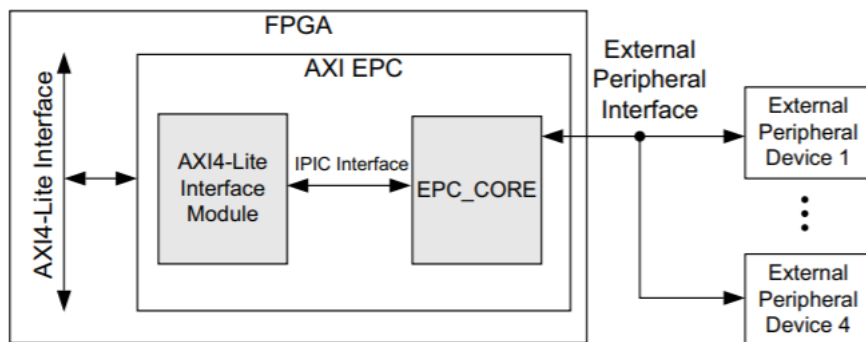 FPGA
AXI4-Lite Interface
AXI EPC
AXI4-Lite
Interface
Module
IPIC Interface
EPC_CORE
External
Peripheral
Interface
External
Peripheral
Device 1
External
Peripheral
Device 4